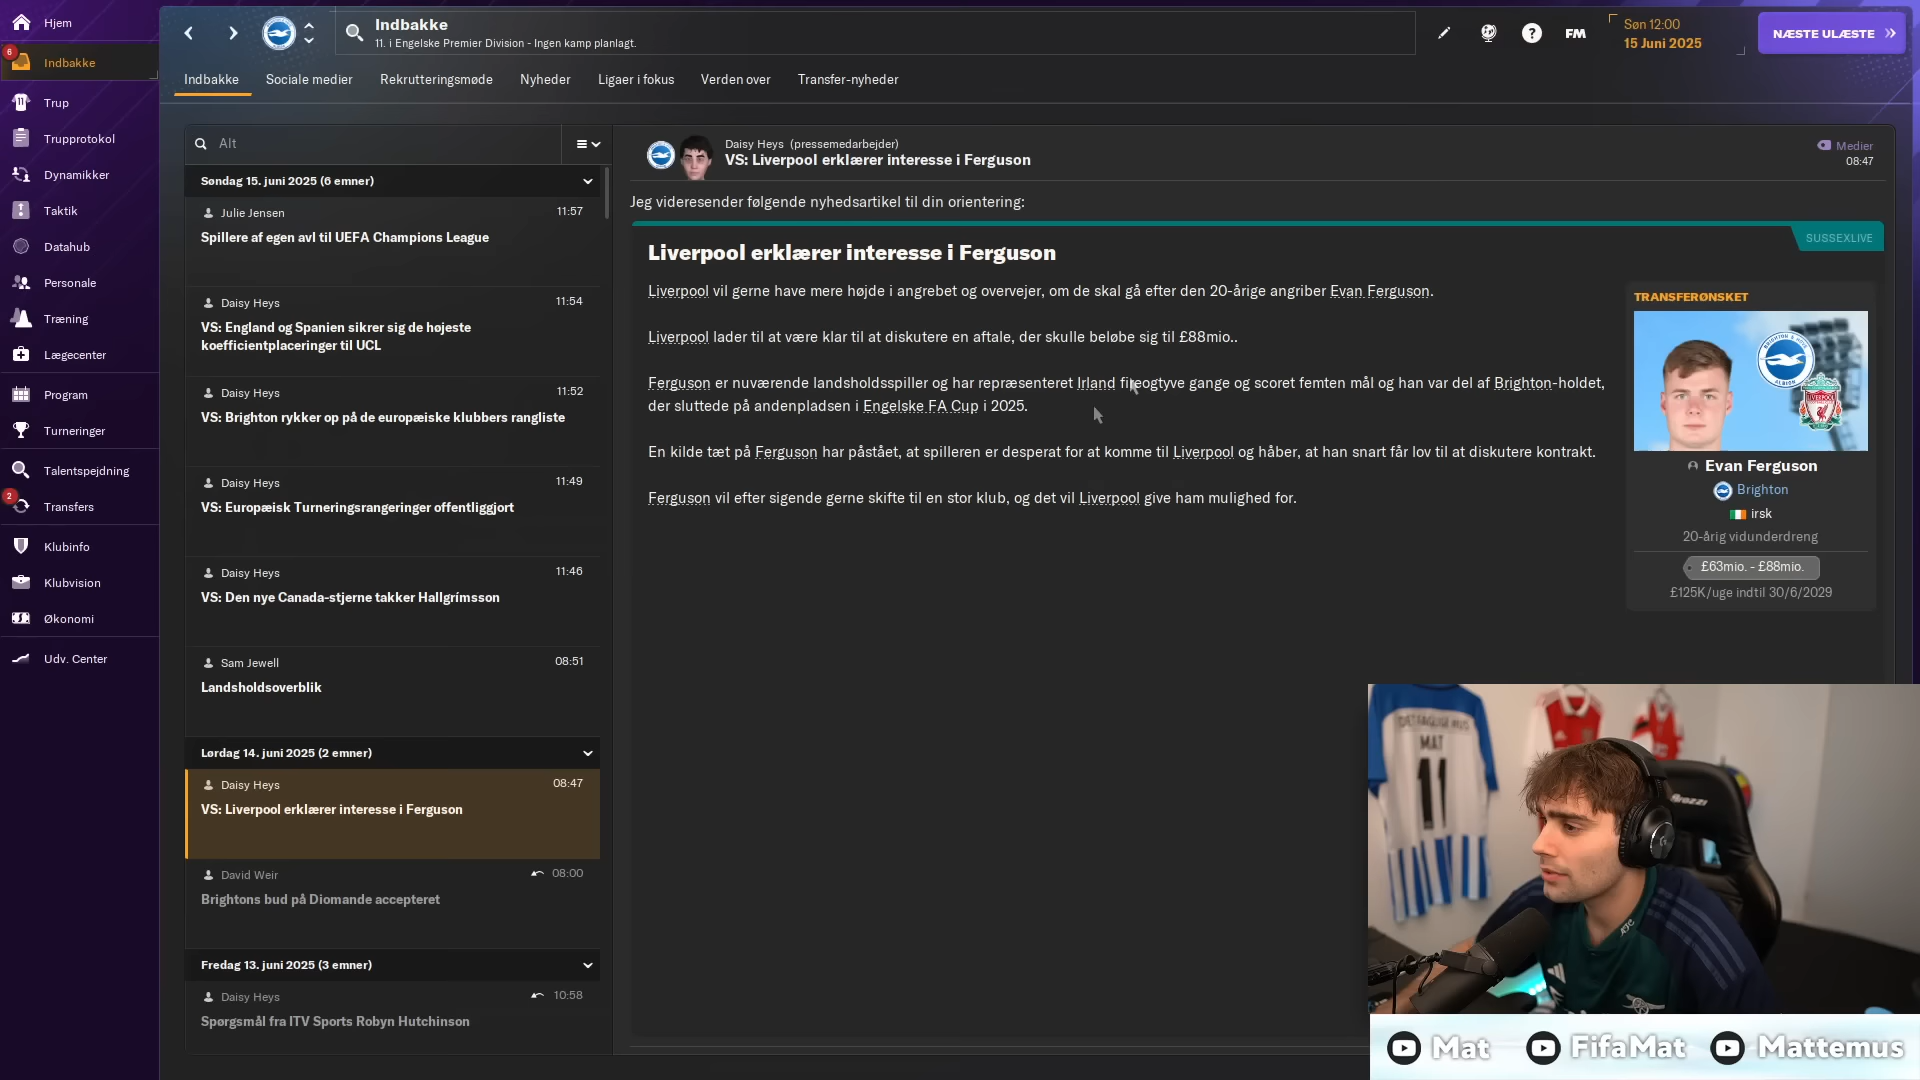 Hjem
6
Indbakke
Trup
Trupprotokol
Dynamikker
Taktik
Datahub
Personale
Træning
Lægecenter
Program
Turneringer
Talentspejdning
2
Transfers
Klubinfo
Klubvision
Økonomi
Udv. Center
Indbakke
11. i Engelske Premier Division - Ingen kamp planlagt.
FM
Søn 12:00
15 Juni 2025
NÆSTE ULÆSTE
Indbakke Sociale medier Rekrutteringsmøde Nyheder Ligaer i fokus Verden over Transfer-nyheder
Alt
Søndag 15. juni 2025 (6 emner)
Julie Jensen 11:57
Spillere af egen avl til UEFA Champions League
Daisy Heys 11:54
VS: England og Spanien sikrer sig de højeste
koefficientplaceringer til UCL
Daisy Heys 11:52
VS: Brighton rykker op på de europæiske klubbers rangliste
Daisy Heys 11:49
VS: Europæisk Turneringsrangeringer offentliggjort
Daisy Heys 11:46
VS: Den nye Canada-stjerne takker Hallgrímsson
Sam Jewell 08:51
Landsholdsoverblik
Lørdag 14. juni 2025 (2 emner)
Daisy Heys 08:47
VS: Liverpool erklærer interesse i Ferguson
David Weir 08:00
Brightons bud på Diomande accepteret
Fredag 13. juni 2025 (3 emner)
Daisy Heys 10:58
Spørgsmål fra ITV Sports Robyn Hutchinson
Daisy Heys (pressemedarbejder)
VS: Liverpool erklærer interesse i Ferguson
Medier
08:47
Jeg videresender følgende nyhedsartikel til din orientering:
SUSSEXLIVE
Liverpool erklærer interesse i Ferguson
Liverpool vil gerne have mere højde i angrebet og overvejer, om de skal gå efter den 20-årige angriber Evan Ferguson.
Liverpool lader til at være klar til at diskutere en aftale, der skulle beløbe sig til £88mio..
Ferguson er nuværende landsholdsspiller og har repræsenteret Irland fireogtyve gange og scoret femten mål og han var del af Brighton-holdet,
der sluttede på andenpladsen i Engelske FA Cup i 2025.
En kilde tæt på Ferguson har påstået, at spilleren er desperat for at komme til Liverpool og håber, at han snart får lov til at diskutere kontrakt.
Ferguson vil efter sigende gerne skifte til en stor klub, og det vil Liverpool give ham mulighed for.
TRANSFERØNSKET
Evan Ferguson
Brighton
irsk
20-årig vidunderdreng
£63mio. - £88mio.
£125K/uge indtil 30/6/2029
MAT
11
Mat FifaMat Mattemus